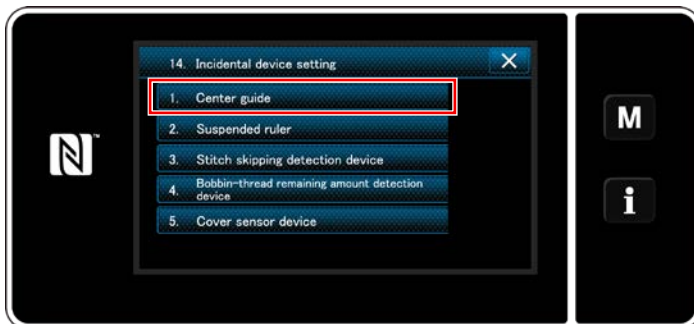 14. Incidental device setting
1. Center guide
2. Suspended ruler
3. Stitch skipping detection device
4. Bobbin-thread remaining amount detection
device
5. Cover sensor device
N™
M
i